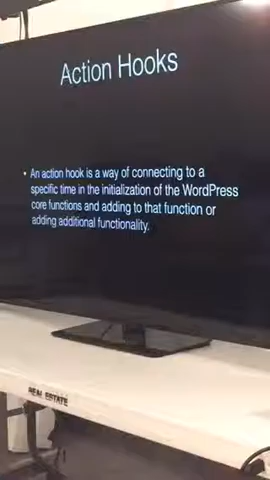 Action Hooks
• An action hook is a way of connecting to a
specific time in the initialization of the WordPress
core functions and adding to that function or
adding additional functionality.
REAL ESTATE